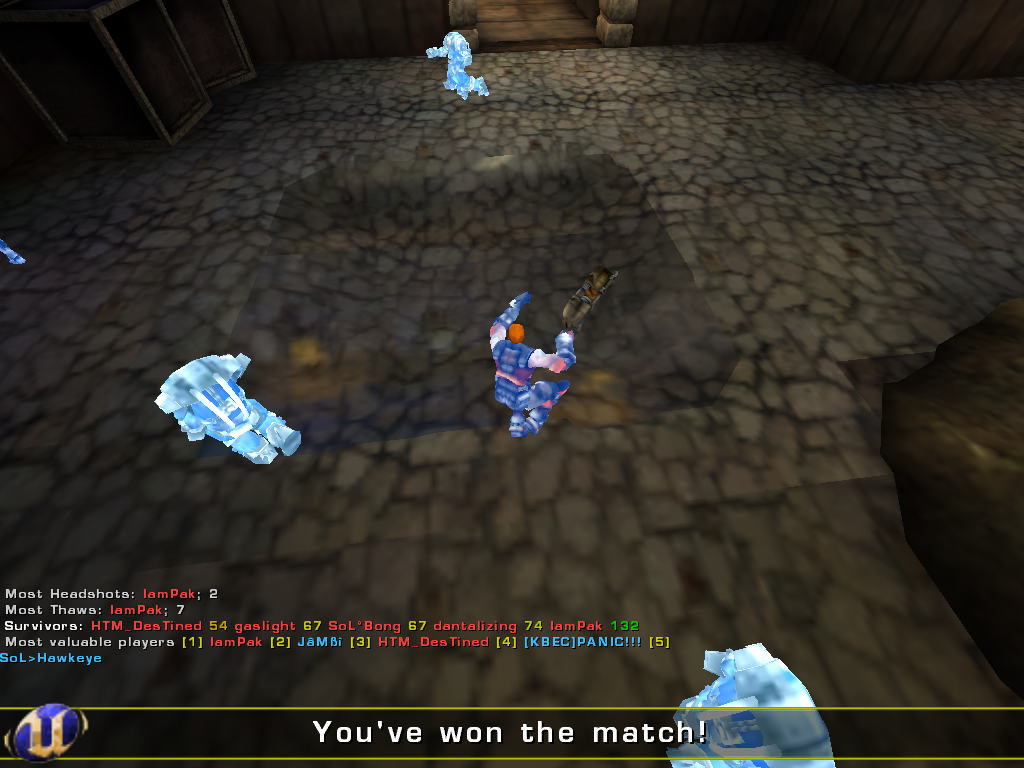 Most Headshots: IamPak; 2
Most Thaws: IamPak; 7
Survivors: HTM_DesTined 54 gaslight 67 SoL°Bong 67 dantalizing 74 IamPak 132
Most valuable players [1] IamPak [2] JâMßî [3] HTM_DesTined [4] [KBEC]PANIC!!! [5]
SoL>Hawkeye
You've won the match!